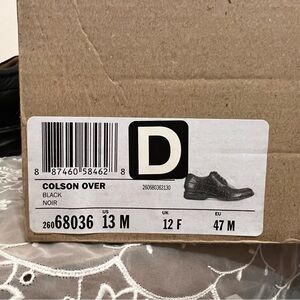 D
8 87460 58462 8
COLSON OVER
260680362130
BLACK
NOIR
US UK EU
26068036 13 M 12 F 47 M